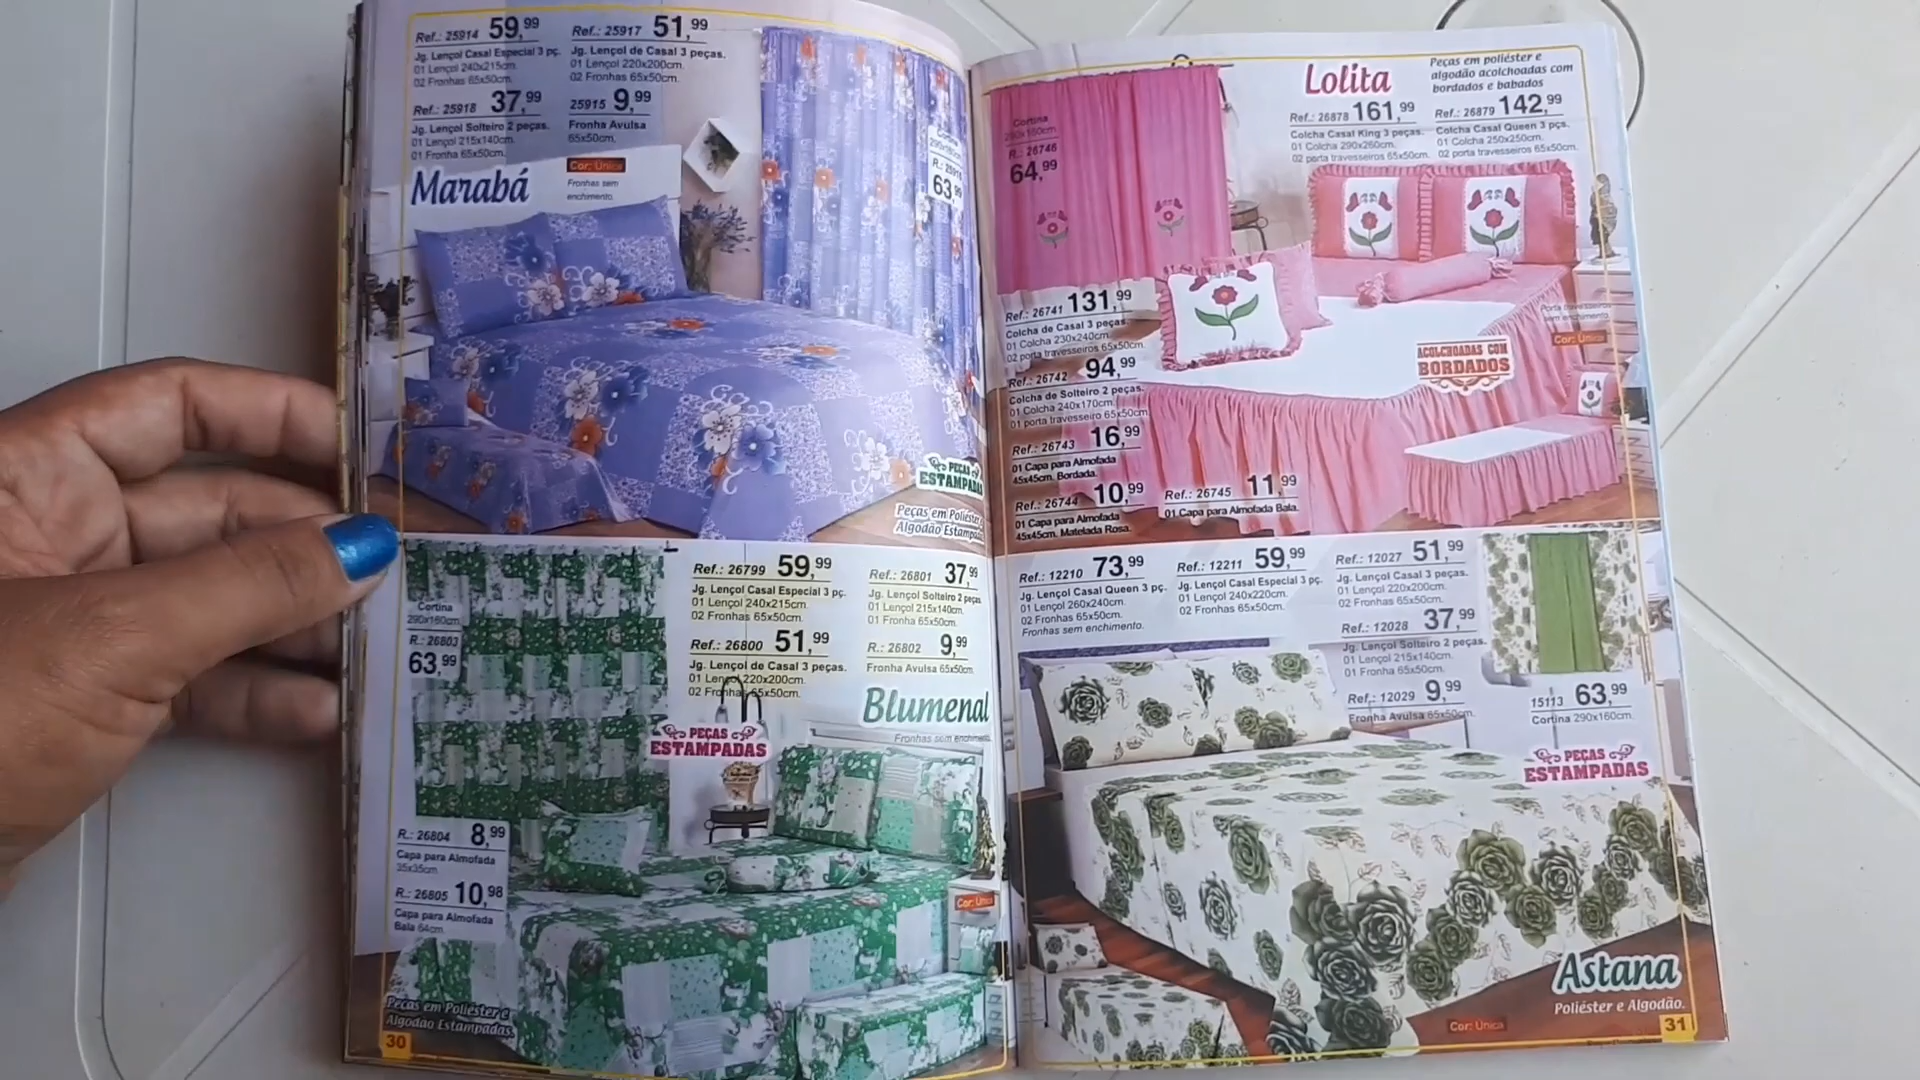 Ref.: 25914 59,99
Jg. Lençol Casal Especial 3 pç.
01 Lençol 240x215cm.
02 Fronhas 65x50cm.
Ref.: 25917 51,99
Jg. Lençol de Casal 3 peças.
01 Lençol 220x200cm.
02 Fronhas 65x50cm.
Ref.: 25918 37,99
Jg. Lençol Solteiro 2 peças.
01 Lençol 215x140cm.
01 Fronha 65x50cm.
25915 9,99
Fronha Avulsa
65x50cm.
Cor: Única
Fronhas sem
enchimento.
Marabá
63,99
PEÇAS
ESTAMPADAS
Peças em Poliéster
Algodão Estampa
Cortina
290x160cm.
R.: 26803
63,99
Ref.: 26799 59,99
Jg. Lençol Casal Especial 3 pç.
01 Lençol 240x215cm.
02 Fronhas 65x50cm.
Ref.: 26801 37,99
Jg. Lençol Solteiro 2 peças.
01 Lençol 215x140cm.
01 Fronha 65x50cm.
Ref.: 26800 51,99
Jg. Lençol de Casal 3 peças.
01 Lençol 220x200cm.
02 Fronhas 65x50cm.
R.: 26802 9,99
Fronha Avulsa 65x50cm.
Blumenal
Fronhas sem enchimento
PEÇAS
ESTAMPADAS
R.: 26804 8,99
Capa para Almofada
35x35cm.
R.: 26805 10,98
Capa para Almofada
Bala 64cm.
Cor: Única
Peças em Poliéster e
Algodão Estampadas.
30
Lolita
Peças em poliéster e
algodão acolchoadas com
bordados e babados
Ref.: 26878 161,99
Colcha Casal King 3 peças.
01 Colcha 290x260cm.
02 porta travesseiros 65x50cm.
Ref.: 26879 142,99
Colcha Casal Queen 3 pçs.
01 Colcha 250x250cm.
02 porta travesseiros 65x50cm.
Cortina
290x160cm.
R.: 26746
64,99
Ref.: 26741 131,99
Colcha de Casal 3 peças.
01 Colcha 230x240cm.
02 porta travesseiros 65x50cm.
Ref.: 26742 94,99
Colcha de Solteiro 2 peças.
01 Colcha 240x170cm.
01 porta travesseiro 65x50cm.
Ref.: 26743 16,99
01 Capa para Almofada
45x45cm. Bordada.
Ref.: 26744 10,99
01 Capa para Almofada
45x45cm. Matelada Rosa.
Ref.: 26745 11,99
01 Capa para Almofada Bala.
Porta travesseiros
sem enchimento.
Cor: Única
ACOLCHOADAS COM
BORDADOS
Ref.: 12210 73,99
Jg. Lençol Casal Queen 3 pç.
01 Lençol 260x240cm.
02 Fronhas 65x50cm.
Fronhas sem enchimento.
Ref.: 12211 59,99
Jg. Lençol Casal Especial 3 pç.
01 Lençol 240x220cm.
02 Fronhas 65x50cm.
Ref.: 12027 51,99
Jg. Lençol Casal 3 peças.
01 Lençol 220x200cm.
02 Fronhas 65x50cm.
Ref.: 12028 37,99
Jg. Lençol Solteiro 2 peças.
01 Lençol 215x140cm.
01 Fronha 65x50cm.
Ref.: 12029 9,99
Fronha Avulsa 65x50cm.
15113 63,99
Cortina 290x160cm.
PEÇAS
ESTAMPADAS
Astana
Poliéster e Algodão.
Cor: Única
31